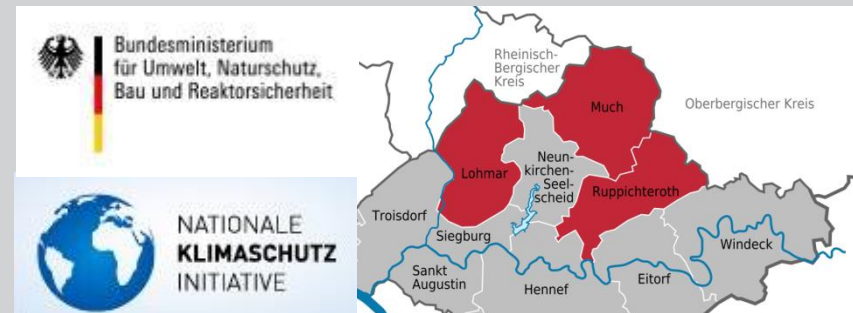 Bundesministerium
für Umwelt, Naturschutz,
Bau und Reaktorsicherheit
NATIONALE
KLIMASCHUTZ
INITIATIVE
Rheinisch-
Bergischer
Kreis
Much
Oberbergischer Kreis
Lohmar
Neun-
kirchen-
Seel-
scheid
Ruppichteroth
Troisdorf
Siegburg
Windeck
Sankt
Augustin
Hennef
Eitorf